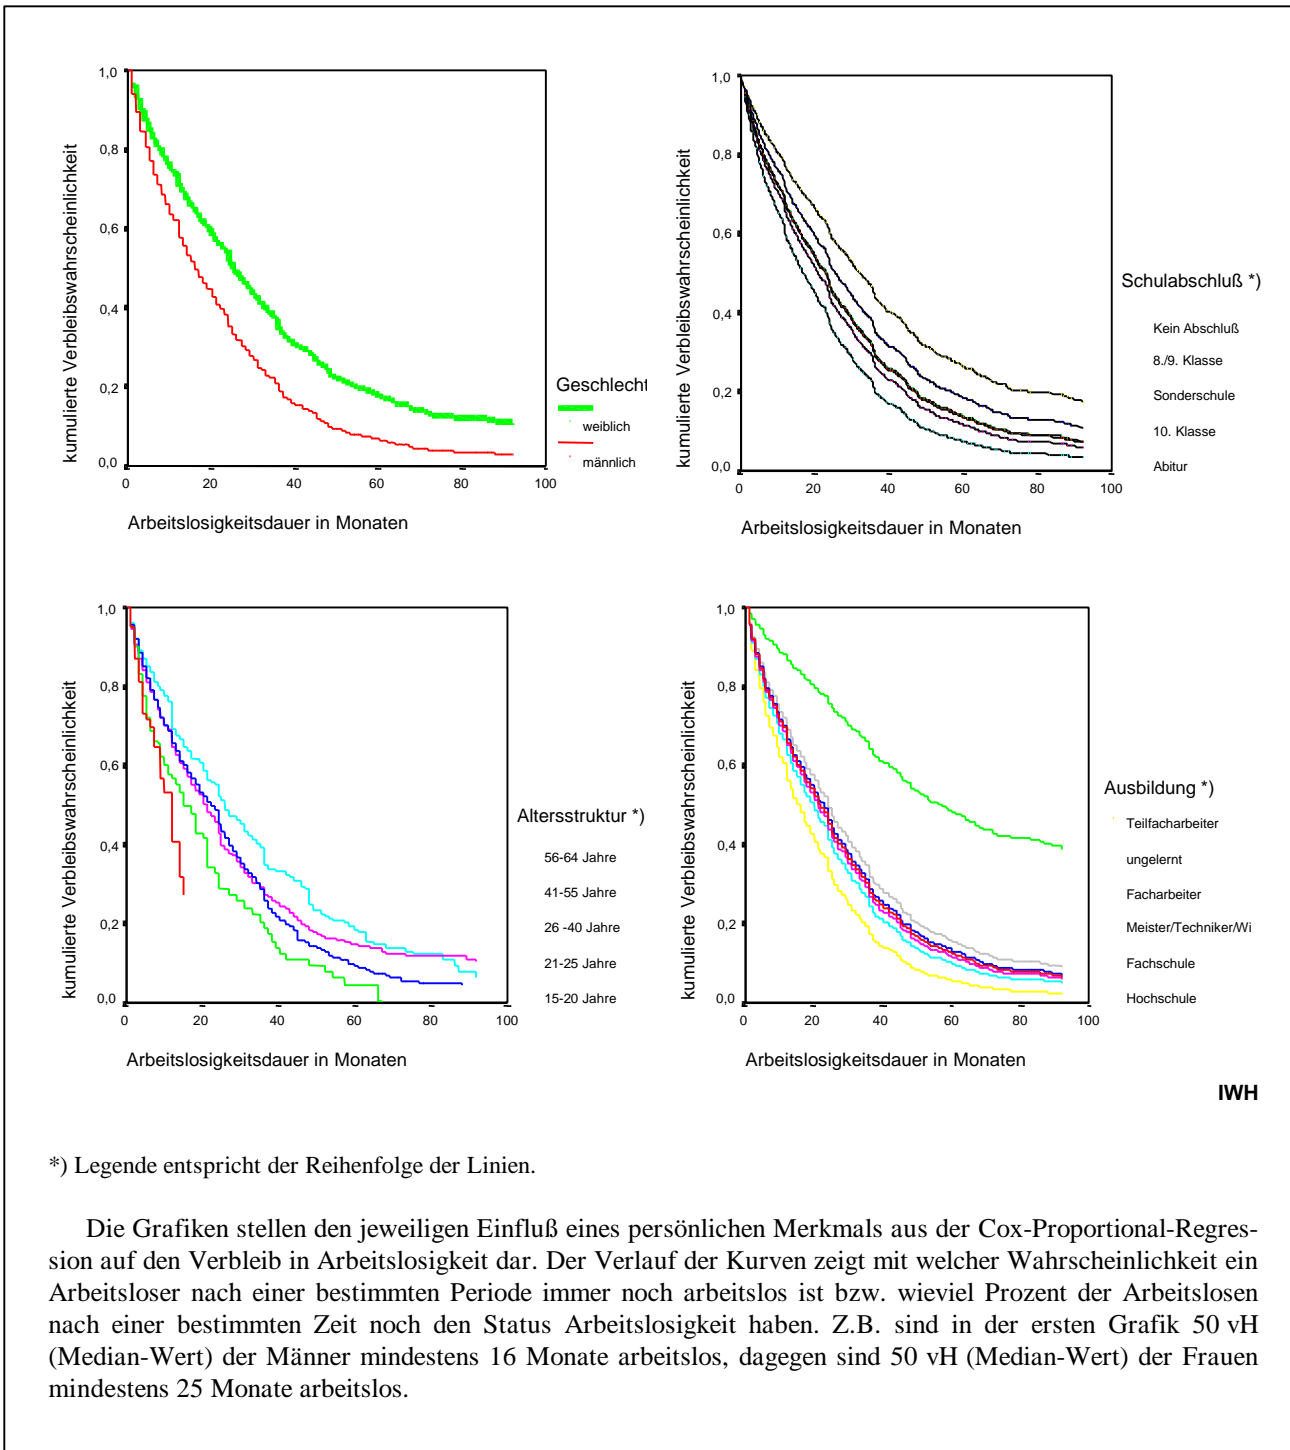 kumulierte Verbleibswahrscheinlichkeit
1,0
0,8
0,6
0,4
0,2
0,0
0 20 40 60 80 100
Arbeitslosigkeitsdauer in Monaten
Geschlecht
weiblich
männlich
kumulierte Verbleibswahrscheinlichkeit
1,0
0,8
0,6
0,4
0,2
0,0
0 20 40 60 80 100
Arbeitslosigkeitsdauer in Monaten
Schulabschluß *)
Kein Abschluß
8./9. Klasse
Sonderschule
10. Klasse
Abitur
kumulierte Verbleibswahrscheinlichkeit
1,0
0,8
0,6
0,4
0,2
0,0
0 20 40 60 80 100
Arbeitslosigkeitsdauer in Monaten
Altersstruktur *)
56-64 Jahre
41-55 Jahre
26 -40 Jahre
21-25 Jahre
15-20 Jahre
kumulierte Verbleibswahrscheinlichkeit
1,0
0,8
0,6
0,4
0,2
0,0
0 20 40 60 80 100
Arbeitslosigkeitsdauer in Monaten
Ausbildung *)
Teilfacharbeiter
ungelernt
Facharbeiter
Meister/Techniker/Wi
Fachschule
Hochschule
IWH
*) Legende entspricht der Reihenfolge der Linien.
Die Grafiken stellen den jeweiligen Einfluß eines persönlichen Merkmals aus der Cox-Proportional-Regres-
sion auf den Verbleib in Arbeitslosigkeit dar. Der Verlauf der Kurven zeigt mit welcher Wahrscheinlichkeit ein
Arbeitsloser nach einer bestimmten Periode immer noch arbeitslos ist bzw. wieviel Prozent der Arbeitslosen
nach einer bestimmten Zeit noch den Status Arbeitslosigkeit haben. Z.B. sind in der ersten Grafik 50 vH
(Median-Wert) der Männer mindestens 16 Monate arbeitslos, dagegen sind 50 vH (Median-Wert) der Frauen
mindestens 25 Monate arbeitslos.